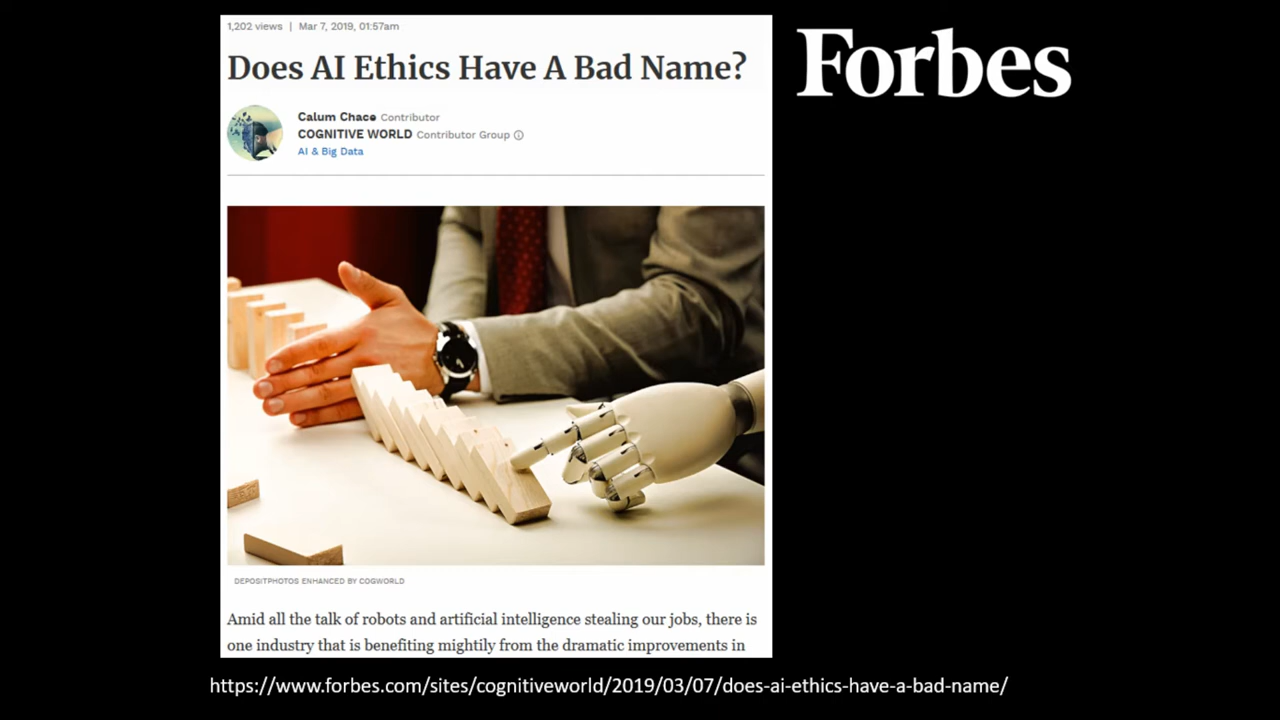 1,202 views | Mar 7, 2019, 01:57am
Forbes
Does AI Ethics Have A Bad Name?
Calum Chace Contributor
COGNITIVE WORLD Contributor Group
AI & Big Data
DEPOSITPHOTOS ENHANCED BY COGWORLD
Amid all the talk of robots and artificial intelligence stealing our jobs, there is
one industry that is benefiting mightily from the dramatic improvements in
https://www.forbes.com/sites/cognitiveworld/2019/03/07/does-ai-ethics-have-a-bad-name/